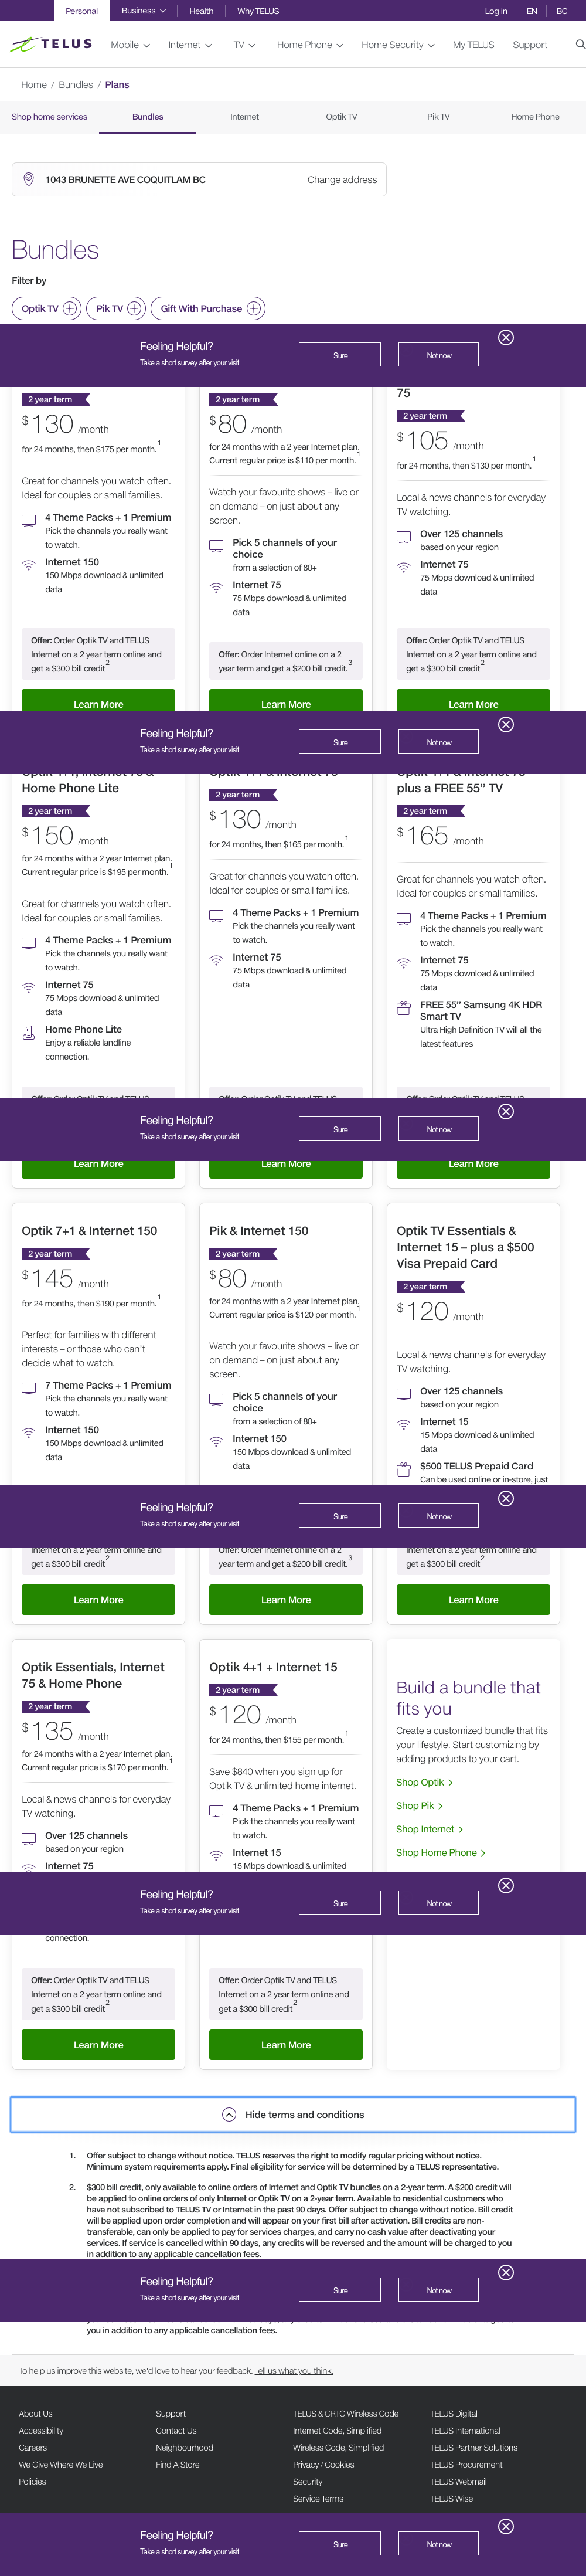 Personal Business Health Why TELUS Log in EN BC
TELUS Mobile Internet TV Home Phone Home Security My TELUS Support
Home / Bundles / Plans
Shop home services Bundles Internet Optik TV Pik TV Home Phone
1043 BRUNETTE AVE COQUITLAM BC Change address
Bundles
Filter by
Optik TV Pik TV Gift With Purchase
Feeling Helpful?
Take a short survey after your visit
Sure
Not now
2 year term
$130 /month
for 24 months, then $175 per month.1
Great for channels you watch often.
Ideal for couples or small families.
4 Theme Packs + 1 Premium
Pick the channels you really want
to watch.
Internet 150
150 Mbps download & unlimited
data
Offer: Order Optik TV and TELUS
Internet on a 2 year term online and
get a $300 bill credit2
Learn More
2 year term
$80 /month
for 24 months with a 2 year Internet plan.
Current regular price is $110 per month.1
Watch your favourite shows – live or
on demand – on just about any
screen.
Pick 5 channels of your
choice
from a selection of 80+
Internet 75
75 Mbps download & unlimited
data
Offer: Order Internet online on a 2
year term and get a $200 bill credit.3
Learn More
75
2 year term
$105 /month
for 24 months, then $130 per month.1
Local & news channels for everyday
TV watching.
Over 125 channels
based on your region
Internet 75
75 Mbps download & unlimited
data
Offer: Order Optik TV and TELUS
Internet on a 2 year term online and
get a $300 bill credit2
Learn More
Feeling Helpful?
Take a short survey after your visit
Sure
Not now
Home Phone Lite
2 year term
$150 /month
for 24 months with a 2 year Internet plan.
Current regular price is $195 per month.1
Great for channels you watch often.
Ideal for couples or small families.
4 Theme Packs + 1 Premium
Pick the channels you really want
to watch.
Internet 75
75 Mbps download & unlimited
data
Home Phone Lite
Enjoy a reliable landline
connection.
Learn More
2 year term
$130 /month
for 24 months, then $165 per month.1
Great for channels you watch often.
Ideal for couples or small families.
4 Theme Packs + 1 Premium
Pick the channels you really want
to watch.
Internet 75
75 Mbps download & unlimited
data
Learn More
plus a FREE 55” TV
2 year term
$165 /month
Great for channels you watch often.
Ideal for couples or small families.
4 Theme Packs + 1 Premium
Pick the channels you really want
to watch.
Internet 75
75 Mbps download & unlimited
data
FREE 55” Samsung 4K HDR
Smart TV
Ultra High Definition TV will all the
latest features
Learn More
Feeling Helpful?
Take a short survey after your visit
Sure
Not now
Optik 7+1 & Internet 150
2 year term
$145 /month
for 24 months, then $190 per month.1
Perfect for families with different
interests – or those who can’t
decide what to watch.
7 Theme Packs + 1 Premium
Pick the channels you really want
to watch.
Internet 150
150 Mbps download & unlimited
data
Internet on a 2 year term online and
get a $300 bill credit2
Learn More
Pik & Internet 150
2 year term
$80 /month
for 24 months with a 2 year Internet plan.
Current regular price is $120 per month.1
Watch your favourite shows – live or
on demand – on just about any
screen.
Pick 5 channels of your
choice
from a selection of 80+
Internet 150
150 Mbps download & unlimited
data
Offer: Order Internet online on a 2
year term and get a $200 bill credit.3
Learn More
Optik TV Essentials &
Internet 15 – plus a $500
Visa Prepaid Card
2 year term
$120 /month
Local & news channels for everyday
TV watching.
Over 125 channels
based on your region
Internet 15
15 Mbps download & unlimited
data
$500 TELUS Prepaid Card
Can be used online or in-store, just
Internet on a 2 year term online and
get a $300 bill credit2
Learn More
Feeling Helpful?
Take a short survey after your visit
Sure
Not now
Optik Essentials, Internet
75 & Home Phone
2 year term
$135 /month
for 24 months with a 2 year Internet plan.
Current regular price is $170 per month.1
Local & news channels for everyday
TV watching.
Over 125 channels
based on your region
Internet 75
connection.
Offer: Order Optik TV and TELUS
Internet on a 2 year term online and
get a $300 bill credit2
Learn More
Optik 4+1 + Internet 15
2 year term
$120 /month
for 24 months, then $155 per month.1
Save $840 when you sign up for
Optik TV & unlimited home internet.
4 Theme Packs + 1 Premium
Pick the channels you really want
to watch.
Internet 15
15 Mbps download & unlimited
Offer: Order Optik TV and TELUS
Internet on a 2 year term online and
get a $300 bill credit2
Learn More
Build a bundle that
fits you
Create a customized bundle that fits
your lifestyle. Start customizing by
adding products to your cart.
Shop Optik
Shop Pik
Shop Internet
Shop Home Phone
Feeling Helpful?
Take a short survey after your visit
Sure
Not now
Hide terms and conditions
1. Offer subject to change without notice. TELUS reserves the right to modify regular pricing without notice.
Minimum system requirements apply. Final eligibility for service will be determined by a TELUS representative.
2. $300 bill credit, only available to online orders of Internet and Optik TV bundles on a 2-year term. A $200 credit will
be applied to online orders of only Internet or Optik TV on a 2-year term. Available to residential customers who
have not subscribed to TELUS TV or Internet in the past 90 days. Offer subject to change without notice. Bill credit
will be applied upon order completion and will appear on your first bill after activation. Bill credits are non-
transferable, can only be applied to pay for services charges, and carry no cash value after deactivating your
services. If service is cancelled within 90 days, any credits will be reversed and the amount will be charged to you
in addition to any applicable cancellation fees.
Feeling Helpful?
Take a short survey after your visit
Sure
Not now
you in addition to any applicable cancellation fees.
To help us improve this website, we'd love to hear your feedback. Tell us what you think.
About Us
Accessibility
Careers
We Give Where We Live
Policies
Support
Contact Us
Neighbourhood
Find A Store
TELUS & CRTC Wireless Code
Internet Code, Simplified
Wireless Code, Simplified
Privacy / Cookies
Security
Service Terms
TELUS Digital
TELUS International
TELUS Partner Solutions
TELUS Procurement
TELUS Webmail
TELUS Wise
Feeling Helpful?
Take a short survey after your visit
Sure
Not now